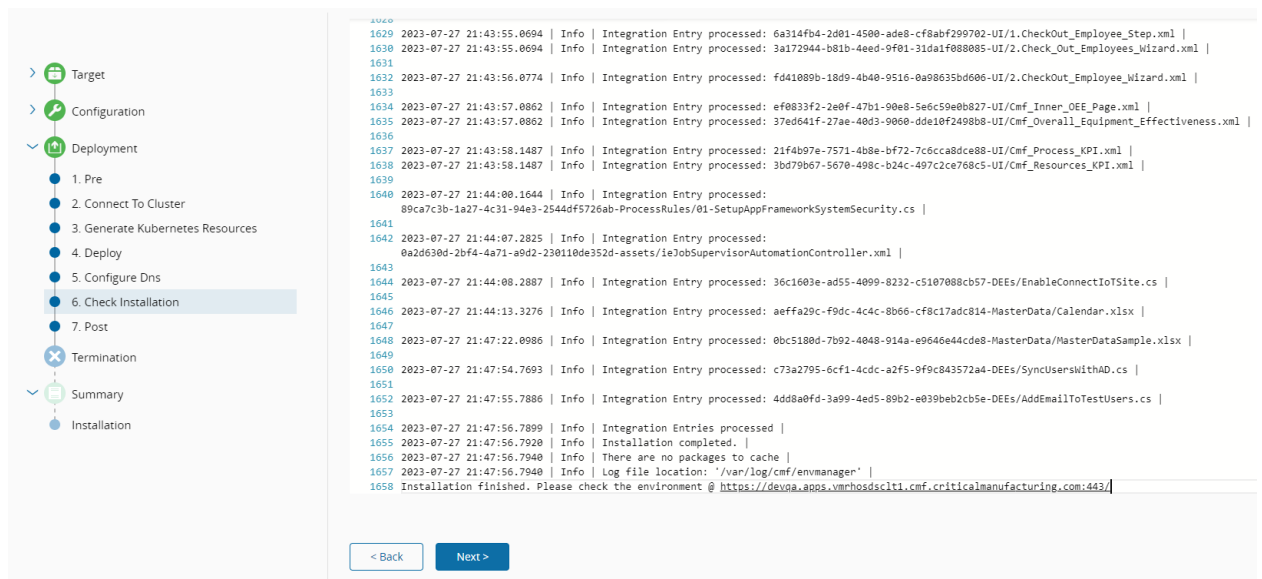 Target
Configuration
Deployment
1. Pre
2. Connect To Cluster
3. Generate Kubernetes Resources
4. Deploy
5. Configure Dns
6. Check Installation
7. Post
Termination
Summary
Installation
1628
1629 2023-07-27 21:43:55.0694 | Info | Integration Entry processed: 6a314fb4-2d01-4500-ade8-cf8abf299702-UI/1.CheckOut_Employee_Step.xml |
1630 2023-07-27 21:43:55.0694 | Info | Integration Entry processed: 3a172944-b81b-4eed-9f01-31da1f088085-UI/2.Check_Out_Employees_Wizard.xml |
1631
1632 2023-07-27 21:43:56.0774 | Info | Integration Entry processed: fd41089b-18d9-4b40-9516-0a98635bd606-UI/2.CheckOut_Employee_Wizard.xml |
1633
1634 2023-07-27 21:43:57.0862 | Info | Integration Entry processed: ef0833f2-2e0f-47b1-90e8-5e6c59e0b827-UI/Cmf_Inner_OEE_Page.xml |
1635 2023-07-27 21:43:57.0862 | Info | Integration Entry processed: 37ed641f-27ae-40d3-9060-dde10f2498b8-UI/Cmf_Overall_Equipment_Effectiveness.xml |
1636
1637 2023-07-27 21:43:58.1487 | Info | Integration Entry processed: 21f4b97e-7571-4b8e-bf72-7c6cca8dce88-UI/Cmf_Process_KPI.xml |
1638 2023-07-27 21:43:58.1487 | Info | Integration Entry processed: 3bd79b67-5670-498c-b24c-497c2ce768c5-UI/Cmf_Resources_KPI.xml |
1639
1640 2023-07-27 21:44:00.1644 | Info | Integration Entry processed:
89ca7c3b-1a27-4c31-94e3-2544df5726ab-ProcessRules/01-SetupAppFrameworkSystemSecurity.cs |
1641
1642 2023-07-27 21:44:07.2825 | Info | Integration Entry processed:
0a2d630d-2bf4-4a71-a9d2-230110de352d-assets/ieJobSupervisorAutomationController.xml |
1643
1644 2023-07-27 21:44:08.2887 | Info | Integration Entry processed: 36c1603e-ad55-4099-8232-c5107088cb57-DEEs/EnableConnectIoTSite.cs |
1645
1646 2023-07-27 21:44:13.3276 | Info | Integration Entry processed: aeffa29c-f9dc-4c4c-8b66-cf8c17adc814-MasterData/Calendar.xlsx |
1647
1648 2023-07-27 21:47:22.0986 | Info | Integration Entry processed: 0bc5180d-7b92-4048-914a-e9646e44cde8-MasterData/MasterDataSample.xlsx |
1649
1650 2023-07-27 21:47:54.7693 | Info | Integration Entry processed: c73a2795-6cf1-4cdc-a2f5-9f9c843572a4-DEEs/SyncUsersWithAD.cs |
1651
1652 2023-07-27 21:47:55.7886 | Info | Integration Entry processed: 4dd8a0fd-3a99-4ed5-89b2-e039beb2cb5e-DEEs/AddEmailToTestUsers.cs |
1653
1654 2023-07-27 21:47:56.7899 | Info | Integration Entries processed |
1655 2023-07-27 21:47:56.7920 | Info | Installation completed. |
1656 2023-07-27 21:47:56.7940 | Info | There are no packages to cache |
1657 2023-07-27 21:47:56.7940 | Info | Log file location: '/var/log/cmf/envmanager' |
1658 Installation finished. Please check the environment @ https://devqa.apps.vmrhosdsclt1.cmf.criticalmanufacturing.com:443/
< Back
Next >